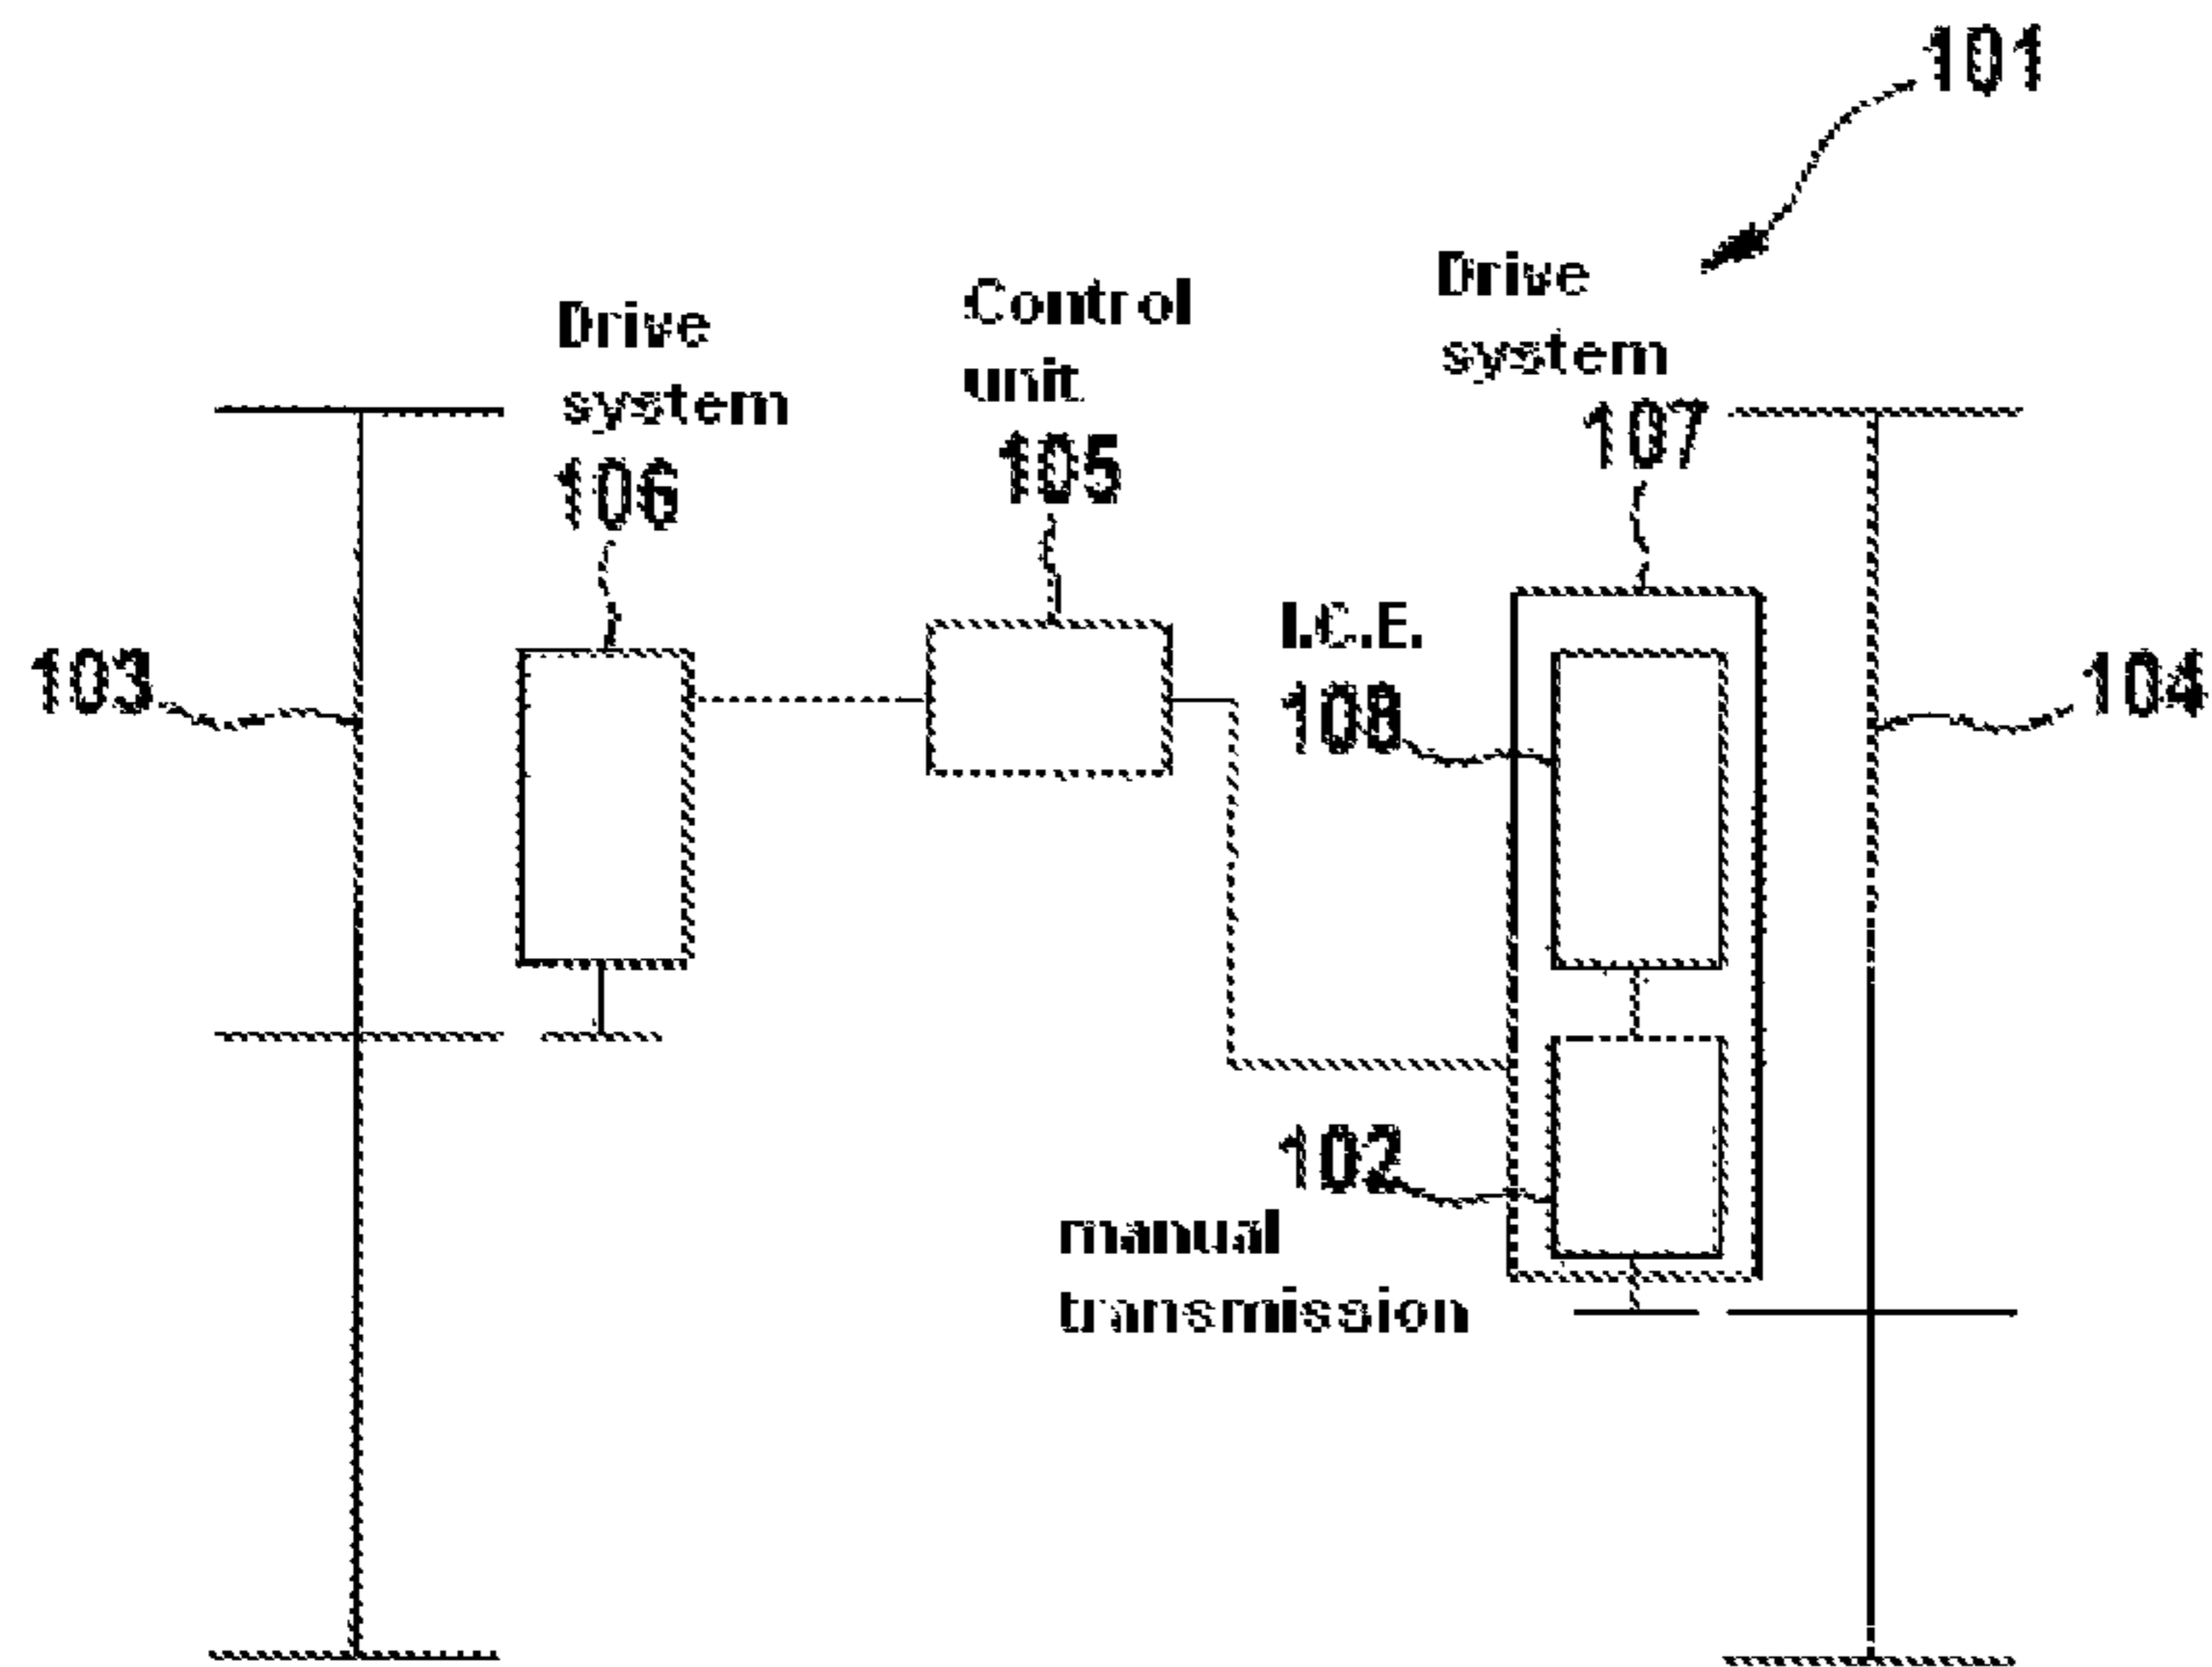 101
Drive
system
107
Control
unit
105
Drive
system
106
I.C.E.
108
103
104
102
manual
transmission